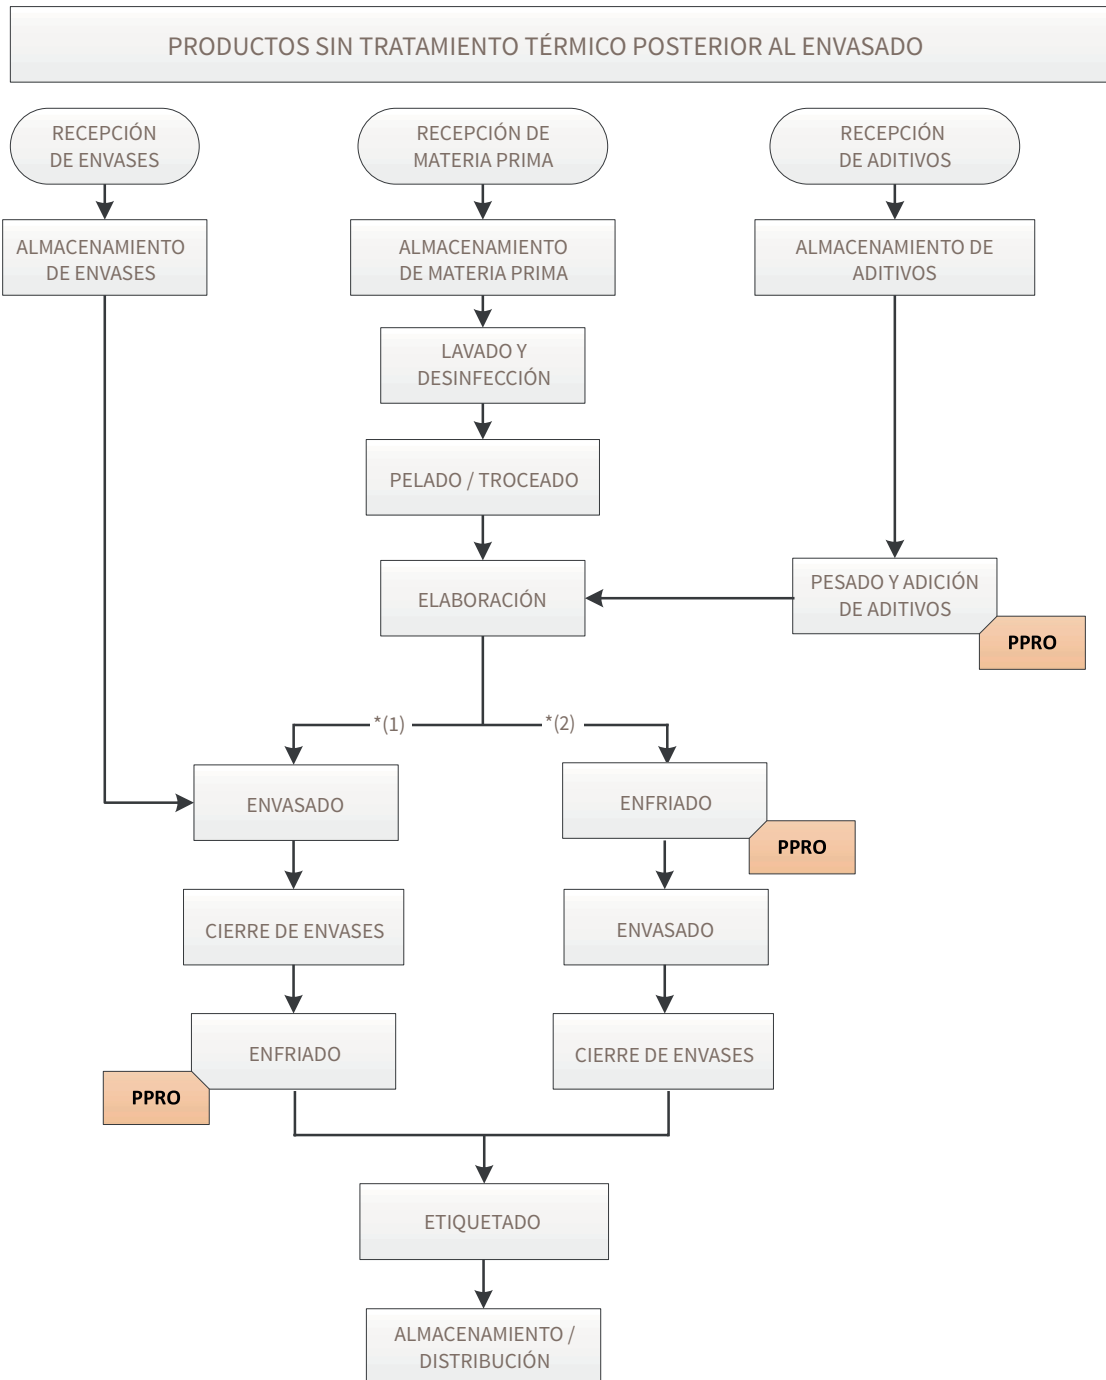 PRODUCTOS SIN TRATAMIENTO TÉRMICO POSTERIOR AL ENVASADO
RECEPCIÓN
DE ENVASES
RECEPCIÓN DE
MATERIA PRIMA
RECEPCIÓN
DE ADITIVOS
ALMACENAMIENTO
DE ENVASES
ALMACENAMIENTO
DE MATERIA PRIMA
ALMACENAMIENTO DE
ADITIVOS
LAVADO Y
DESINFECCIÓN
PELADO / TROCEADO
ELABORACIÓN
PESADO Y ADICIÓN
DE ADITIVOS
PPRO
*(1)
*(2)
ENVASADO
ENFRIADO
PPRO
CIERRE DE ENVASES
ENVASADO
ENFRIADO
PPRO
CIERRE DE ENVASES
ETIQUETADO
ALMACENAMIENTO /
DISTRIBUCIÓN